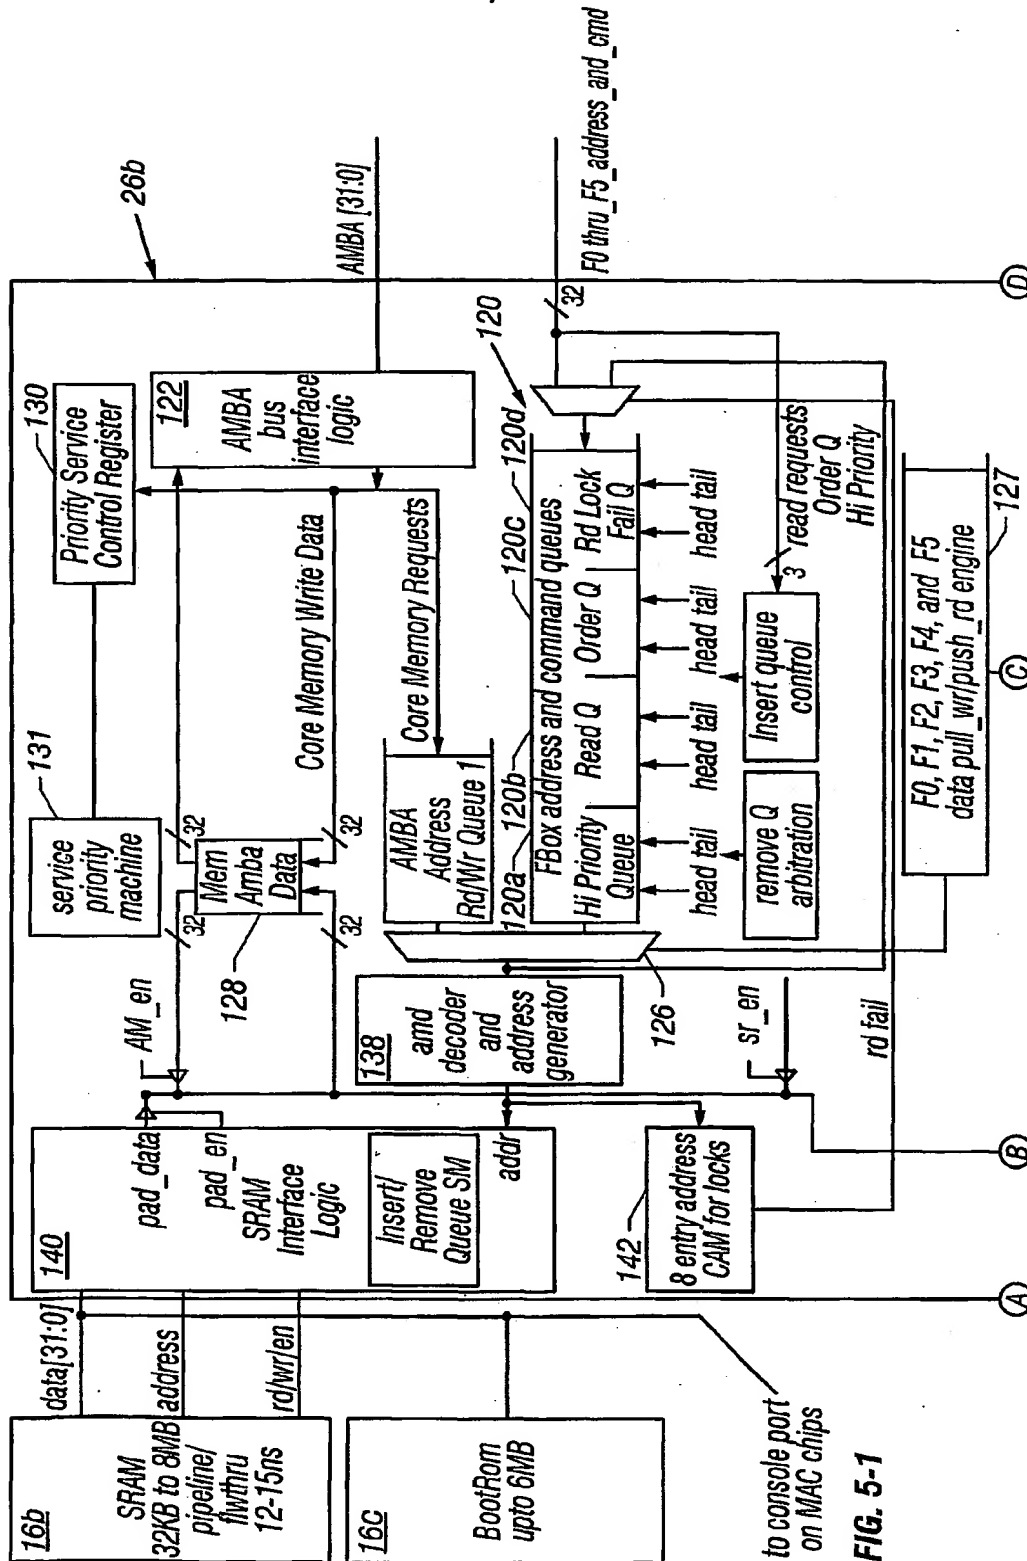 26b
AMBA [31:0]
F0 thru_F5_address_and_cmd
130
Priority Service
Control Register
122
AMBA
bus
interface
logic
131
service
priority
machine
Core Memory Write Data
Core Memory Requests
32
32
32
32
Mem
Amba
Data
128
AM_en
AMBA
Address
Rd/Wr Queue 1
120
32
120a
120b
120c
120d
FBox address and command queues
Hi Priority
Queue
Read Q
Order Q
Rd Lock
Fail Q
head tail
head tail
head tail
head tail
remove Q
arbitration
Insert queue
control
3
read requests
Order Q
Hi Priority
F0, F1, F2, F3, F4, and F5
data pull_wr/push_rd engine
127
126
138
amd
decoder
and
address
generator
sr_en
rd fail
140
pad_data
pad_en
SRAM
Interface
Logic
Insert/
Remove
Queue SM
addr
142
8 entry address
CAM for locks
data[31:0]
address
rd/wr/en
16b
SRAM
32KB to 8MB
pipeline/
flwthru
12-15ns
16c
BootRom
upto 6MB
to console port
on MAC chips
A
B
C
D
FIG. 5-1